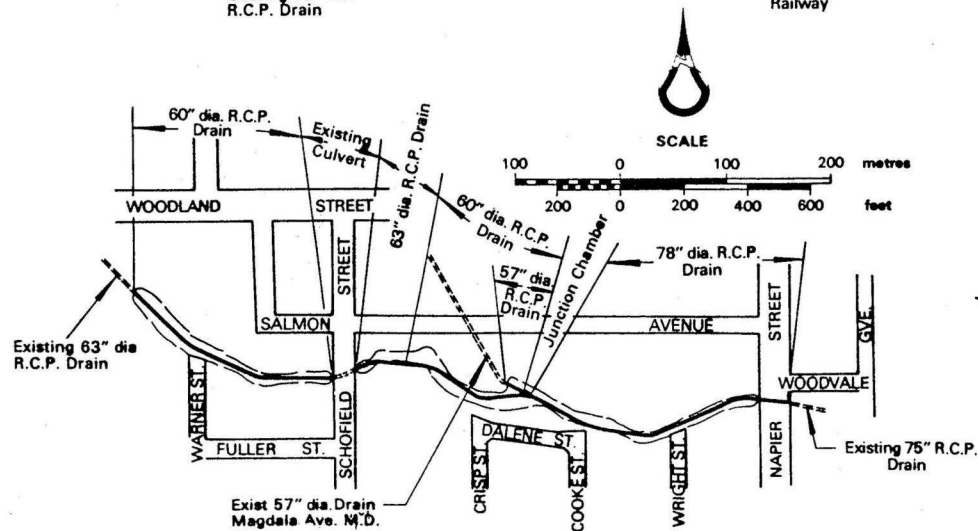 R.C.P. Drain
Railway
60" dia. R.C.P.
Drain
Existing
Culvert
63" dia. R.C.P. Drain
60" dia. R.C.P.
Drain
57" dia.
R.C.P.
Drain
Junction Chamber
78" dia. R.C.P.
Drain
SCALE
100 0 100 200 metres
200 0 200 400 600 feet
WOODLAND STREET
STREET
SALMON AVENUE
STREET
GVE.
WOODVALE
Existing 63" dia
R.C.P. Drain
WARNER ST.
FULLER ST.
SCHOFIELD
DALENE ST.
CRISP ST.
COOKE ST.
WRIGHT ST.
NAPIER
Existing 75" R.C.P.
Drain
Exist 57" dia. Drain
Magdala Ave. M.D.